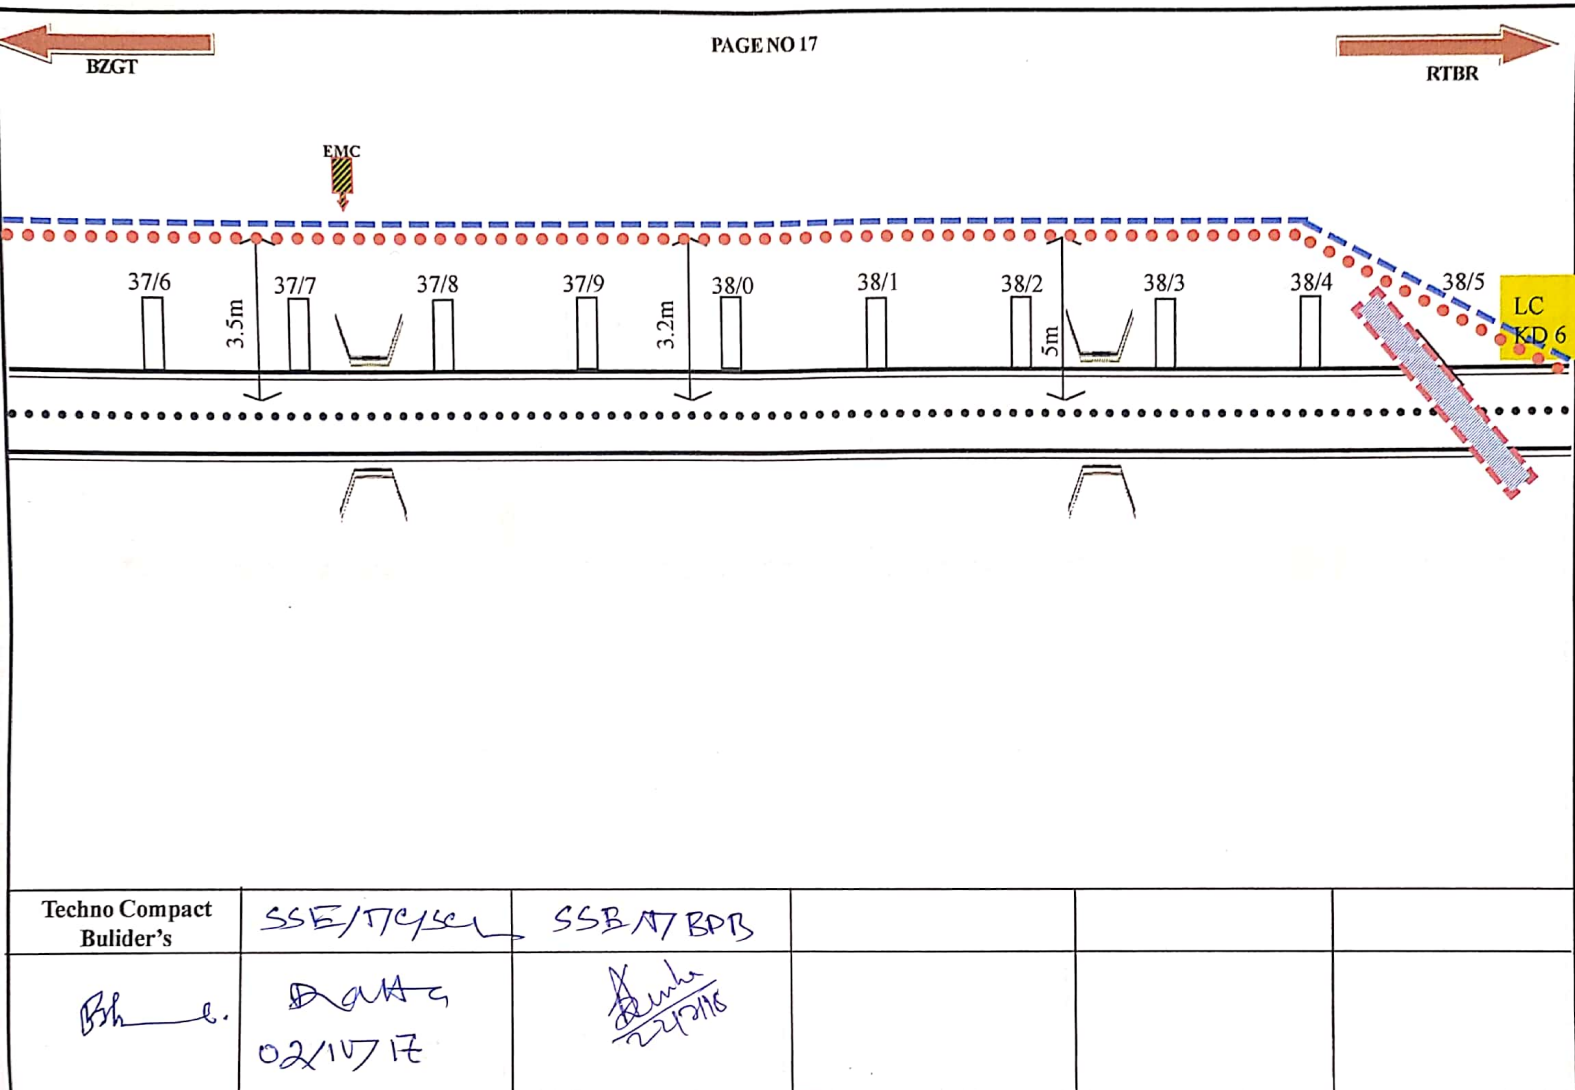 PAGE NO 17
BZGT
RTBR
EMC
37/6
37/7
37/8
37/9
38/0
38/1
38/2
38/3
38/4
38/5
LC
KD 6
3.5m
3.2m
5m
Techno Compact
Bulider's
SSE/
SSE BPB
Datta
02/11/17